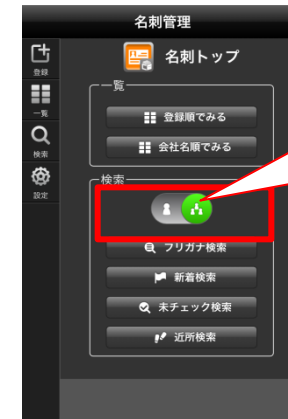 名刺管理
登録
名刺トップ
一覧
一覧
登録順でみる
検索
会社名順でみる
設定
検索
フリガナ検索
新着検索
未チェック検索
近所検索